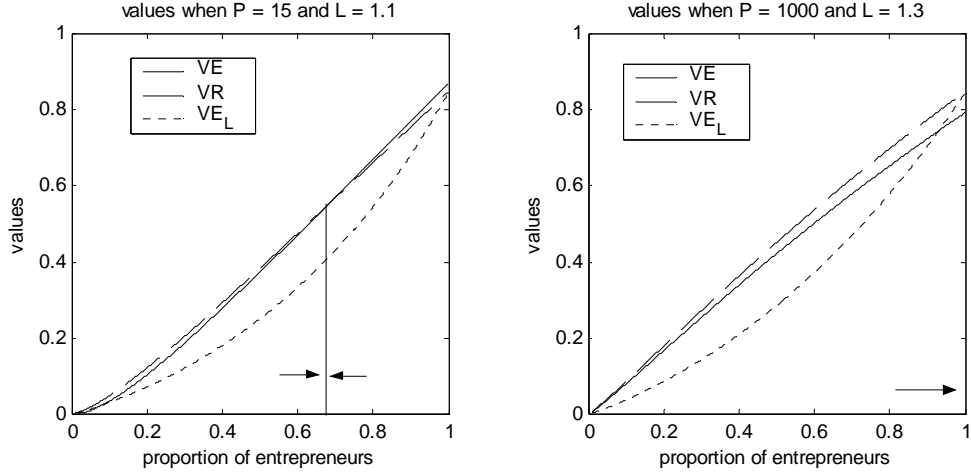 values when P = 15 and L = 1.1
1
0.8
0.6
0.4
0.2
0
values
VE
VR
VE_L
0
0.2
0.4
0.6
0.8
1
proportion of entrepreneurs
values when P = 1000 and L = 1.3
1
0.8
0.6
0.4
0.2
0
values
VE
VR
VE_L
0
0.2
0.4
0.6
0.8
1
proportion of entrepreneurs